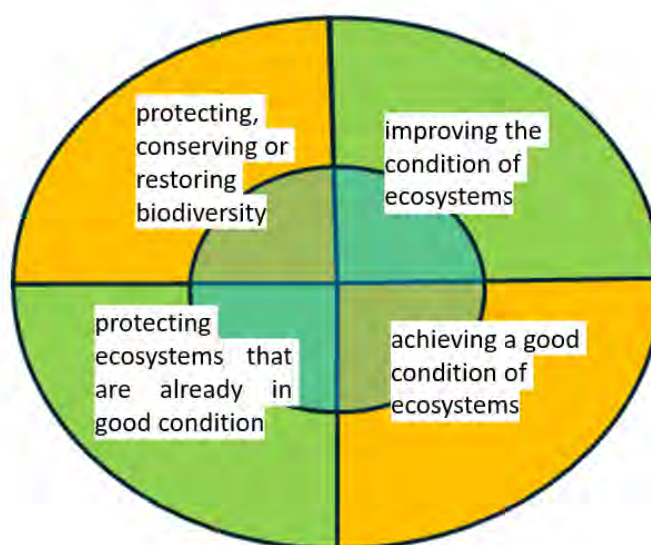 protecting,
conserving or
restoring
biodiversity
improving the
condition of
ecosystems
protecting
ecosystems that
are already in
good condition
achieving a good
condition of
ecosystems